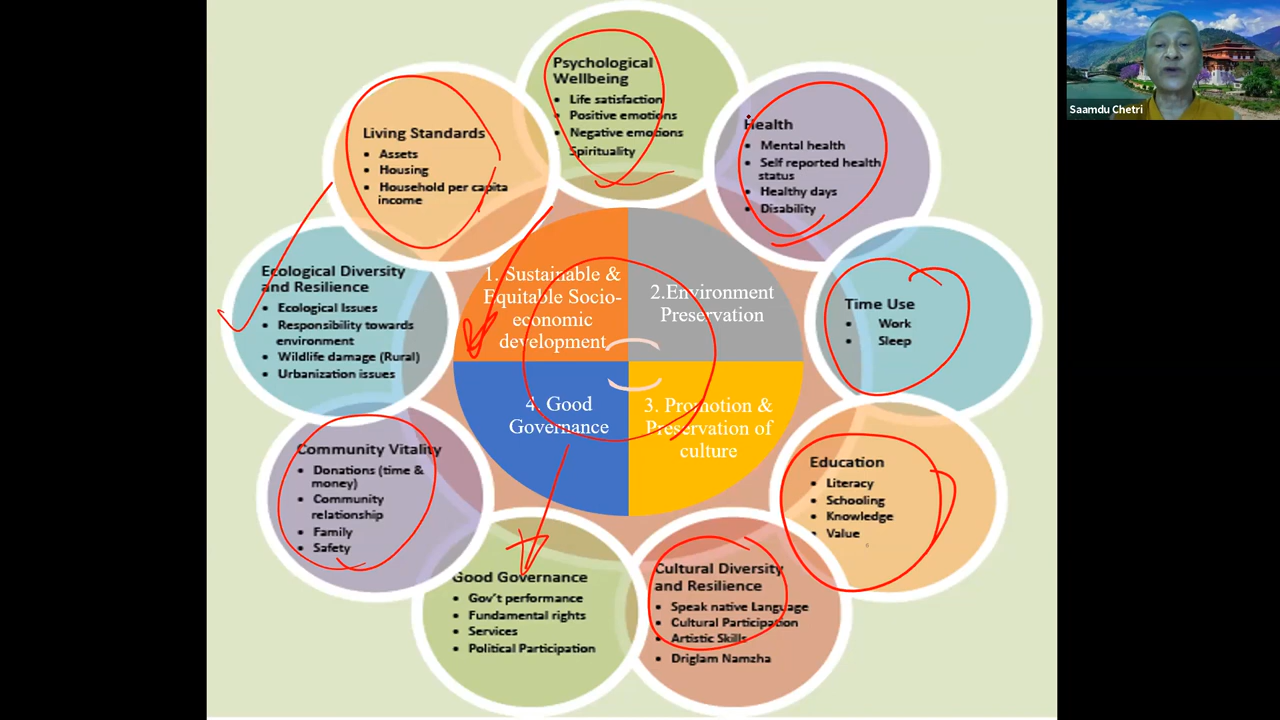 Psychological
Wellbeing
• Life satisfaction
• Positive emotions
• Negative emotions
Spirituality
Health
• Mental health
• Self reported health
status
• Healthy days
• Disability
Time Use
• Work
• Sleep
Education
• Literacy
• Schooling
• Knowledge
• Value
Cultural Diversity
and Resilience
• Speak native Language
• Cultural Participation
• Artistic Skills
• Driglam Namzha
Good Governance
• Gov't performance
• Fundamental rights
• Services
• Political Participation
Community Vitality
• Donations (time &
money)
• Community
relationship
• Family
• Safety
Ecological Diversity
and Resilience
• Ecological Issues
• Responsibility towards
environment
• Wildlife damage (Rural)
• Urbanization issues
Living Standards
• Assets
• Housing
• Household per capita
income
1. Sustainable &
Equitable Socio-
economic
development
2.Environment
Preservation
3. Promotion &
Preservation of
culture
4. Good
Governance
Saamdu Chetri